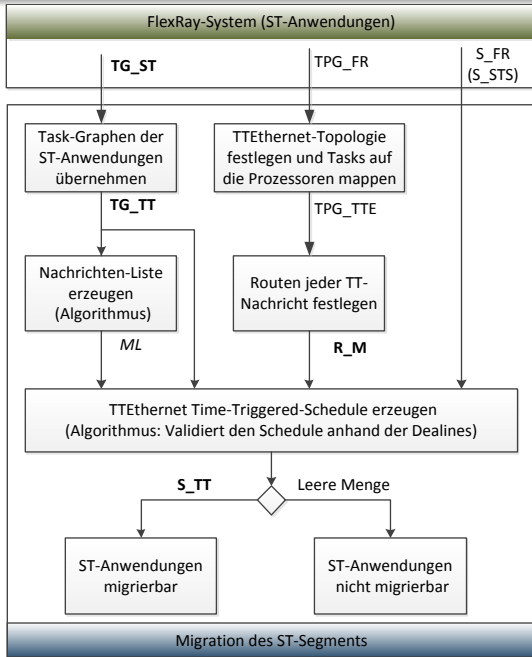 FlexRay-System (ST-Anwendungen)
TG_ST
TPG_FR
S_FR
(S_STS)
Task-Graphen der
ST-Anwendungen
übernehmen
TTEthernet-Topologie
festlegen und Tasks auf
die Prozessoren mappen
TG_TT
TPG_TTE
Nachrichten-Liste
erzeugen
(Algorithmus)
Routen jeder TT-
Nachricht festlegen
ML
R_M
TTEthernet Time-Triggered-Schedule erzeugen
(Algorithmus: Validiert den Schedule anhand der Dealines)
S_TT
Leere Menge
ST-Anwendungen
migrierbar
ST-Anwendungen
nicht migrierbar
Migration des ST-Segments